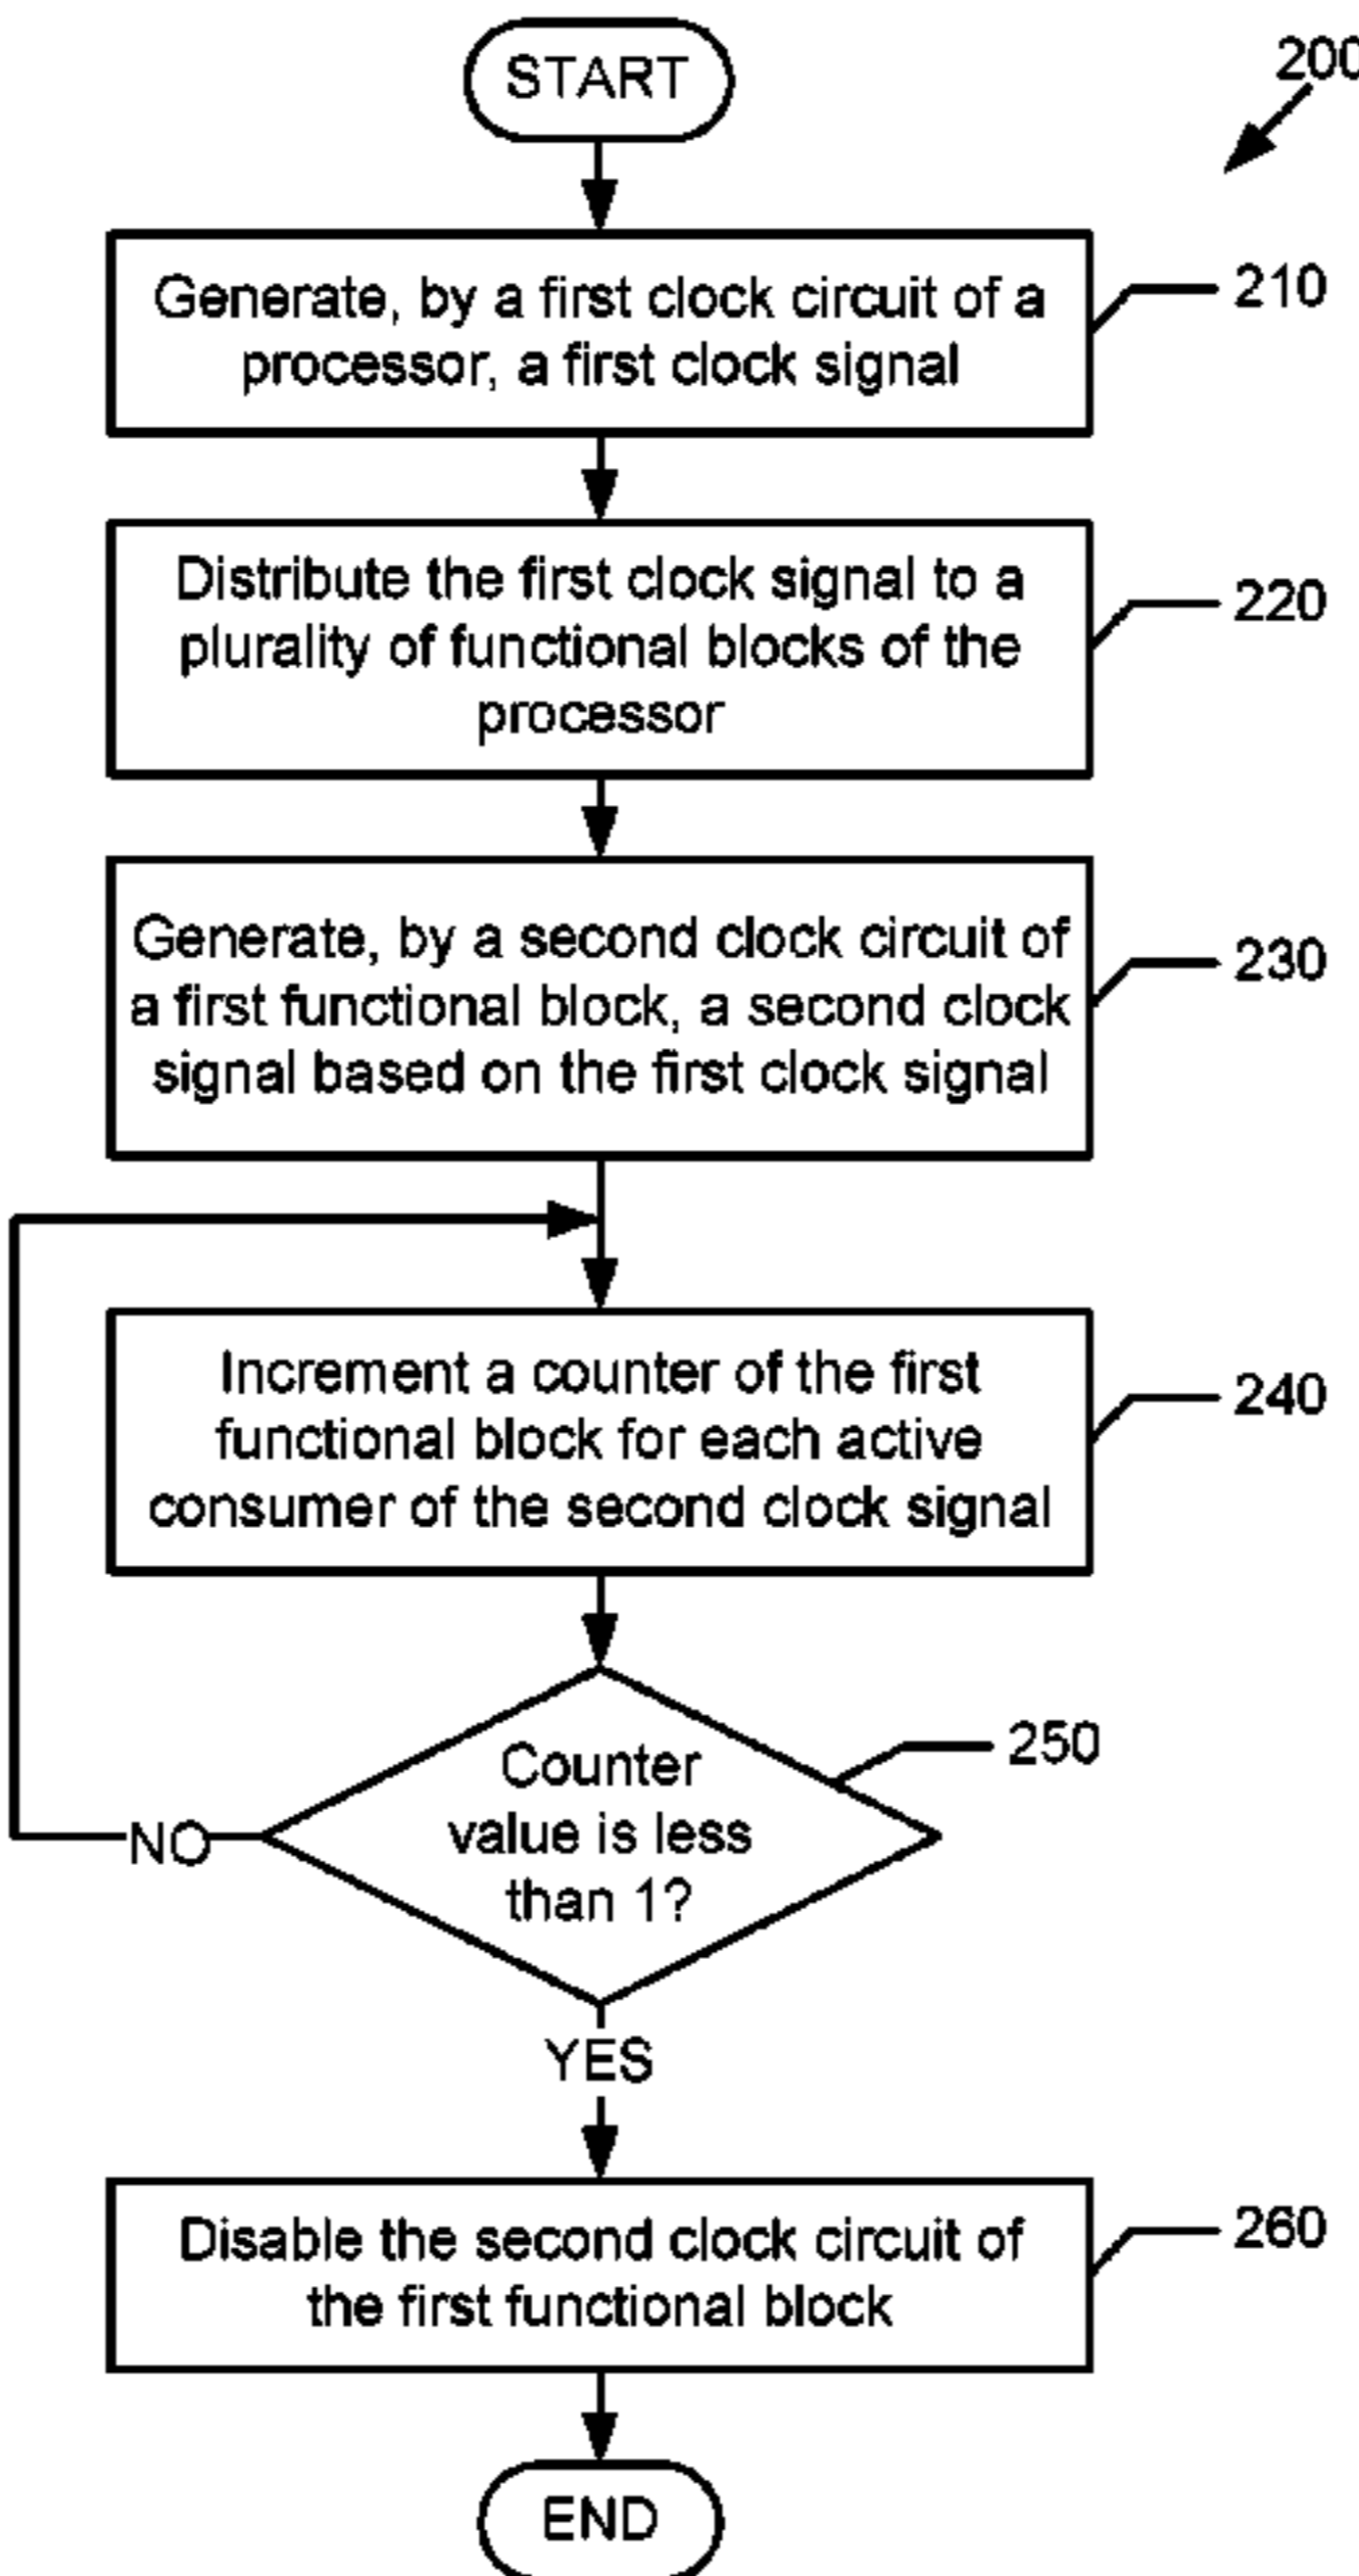 START
200
Generate, by a first clock circuit of a
processor, a first clock signal
210
Distribute the first clock signal to a
plurality of functional blocks of the
processor
220
Generate, by a second clock circuit of
a first functional block, a second clock
signal based on the first clock signal
230
Increment a counter of the first
functional block for each active
consumer of the second clock signal
240
Counter
value is less
than 1?
250
NO
YES
Disable the second clock circuit of
the first functional block
260
END